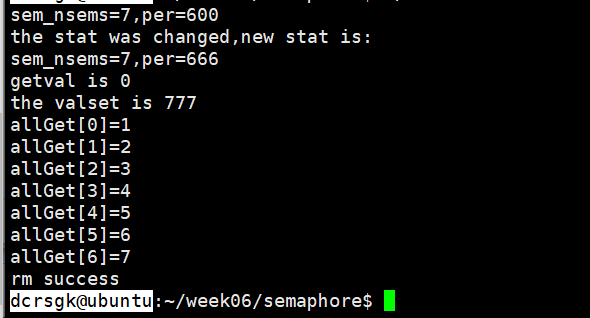 sem_nsems=7,per=600
the stat was changed,new stat is:
sem_nsems=7,per=666
getval is 0
the valset is 777
allGet[0]=1
allGet[1]=2
allGet[2]=3
allGet[3]=4
allGet[4]=5
allGet[5]=6
allGet[6]=7
rm success
dcrsgk@ubuntu:~/week06/semaphore$